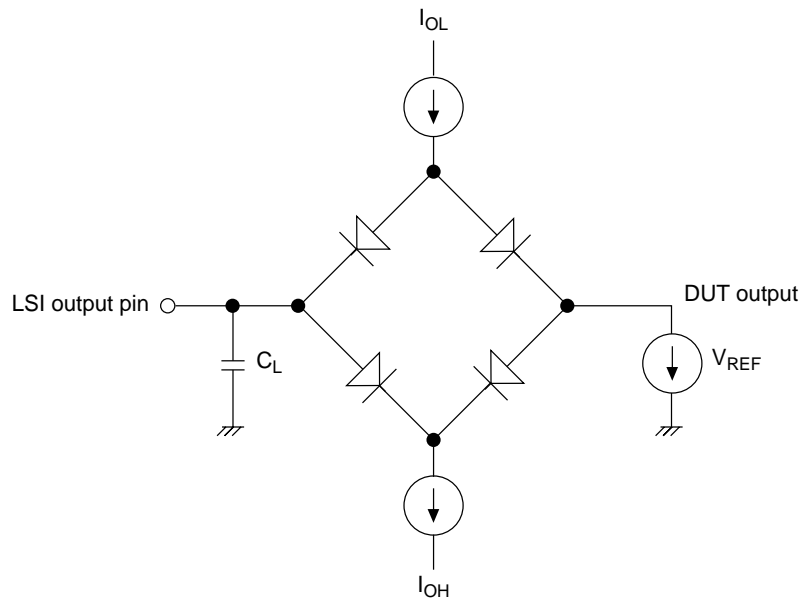 I_OL
LSI output pin
DUT output
C_L
V_REF
I_OH